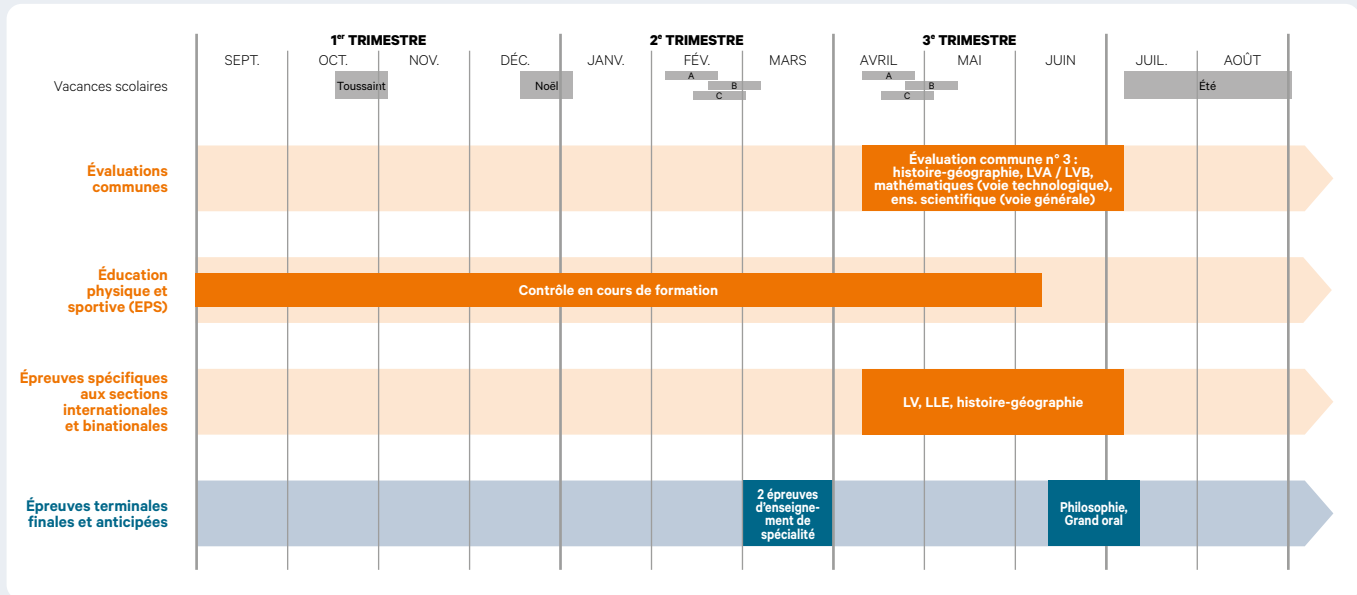 1er TRIMESTRE
2e TRIMESTRE
3e TRIMESTRE
SEPT.
OCT.
NOV.
DÉC.
JANV.
FÉV.
MARS
AVRIL
MAI
JUIN
JUIL.
AOÛT
Vacances scolaires
Toussaint
Noël
A
B
C
A
B
C
Été
Évaluations
communes
Évaluation commune n° 3 :
histoire-géographie, LVA / LVB,
mathématiques (voie technologique),
ens. scientifique (voie générale)
Éducation
physique et
sportive (EPS)
Contrôle en cours de formation
Épreuves spécifiques
aux sections
internationales
et binationales
LV, LLE, histoire-géographie
Épreuves terminales
finales et anticipées
2 épreuves
d'enseigne-
ment de
spécialité
Philosophie,
Grand oral